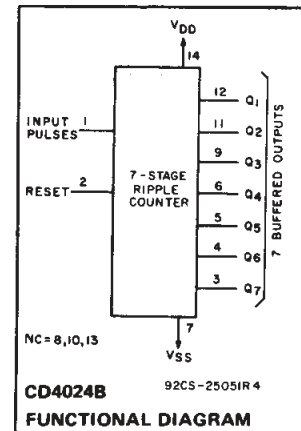 VDD
14
INPUT PULSES 1
RESET 2
7-STAGE
RIPPLE
COUNTER
12 Q1
11 Q2
9 Q3
6 Q4
5 Q5
4 Q6
3 Q7
7 BUFFERED OUTPUTS
7
VSS
NC=8,10,13
CD4024B
92CS-25051R4
FUNCTIONAL DIAGRAM